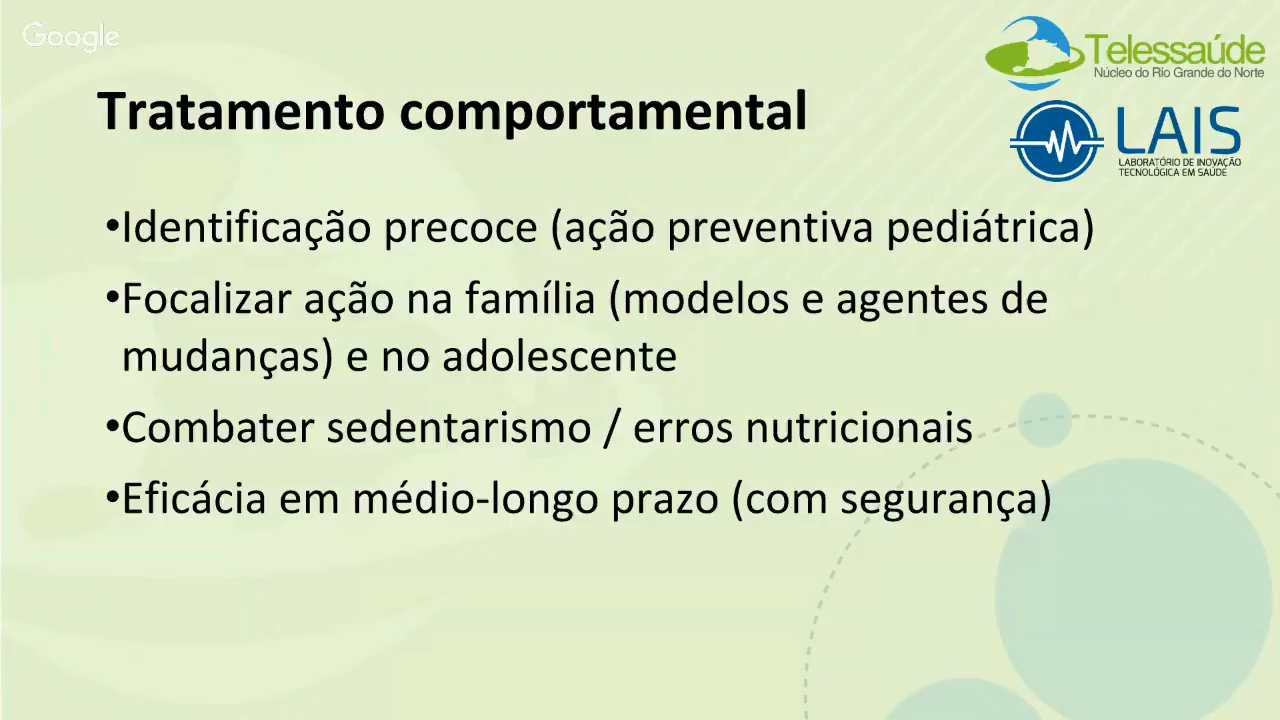 Google
Telessaúde
Núcleo do Rio Grande do Norte
LAIS
LABORATÓRIO DE INOVAÇÃO
TECNOLÓGICA EM SAÚDE
Tratamento comportamental
•Identificação precoce (ação preventiva pediátrica)
•Focalizar ação na família (modelos e agentes de
mudanças) e no adolescente
•Combater sedentarismo / erros nutricionais
•Eficácia em médio-longo prazo (com segurança)